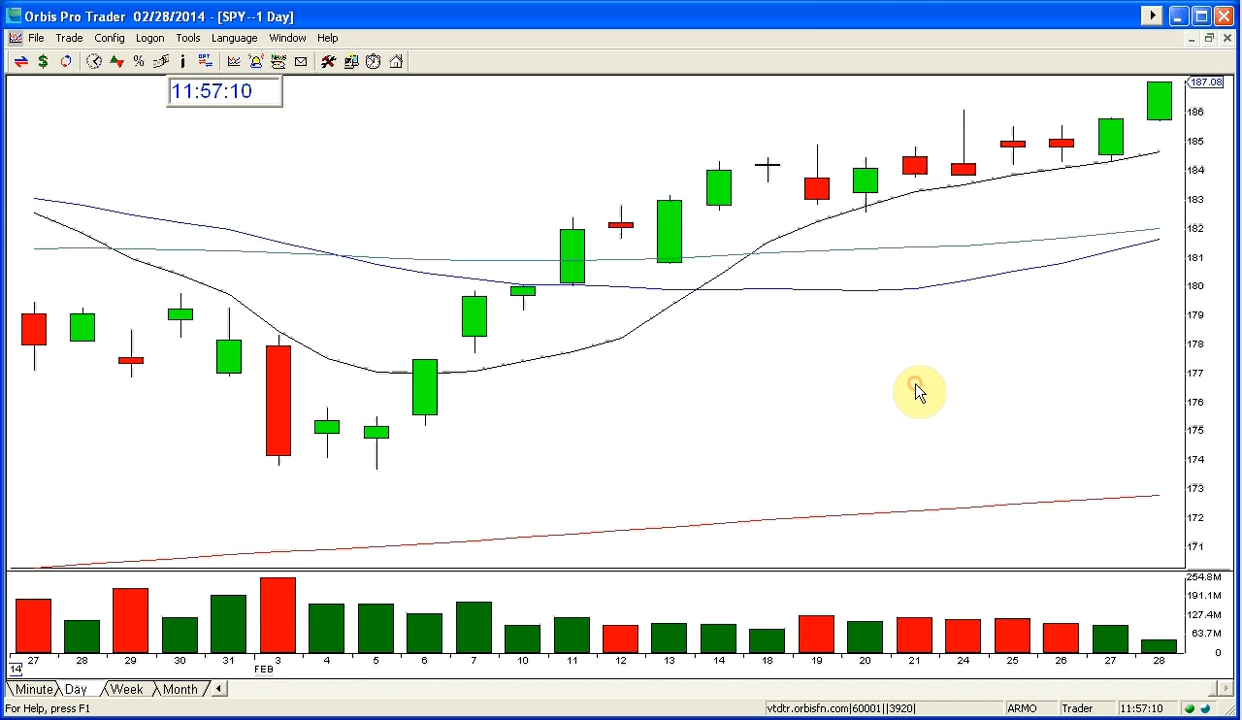 Orbis Pro Trader 02/28/2014 - [SPY--1 Day]
File Trade Config Logon Tools Language Window Help
11:57:10
187.08
186
185
184
183
182
181
180
179
178
177
176
175
174
173
172
171
254.8M
191.1M
127.4M
63.7M
0
27 28 29 30 31 3 4 5 6 7 10 11 12 13 14 18 19 20 21 24 25 26 27 28
14 FEB
Minute Day Week Month
For Help, press F1 vtdtr.orbisfn.com|60001||3920| ARMO Trader 11:57:10